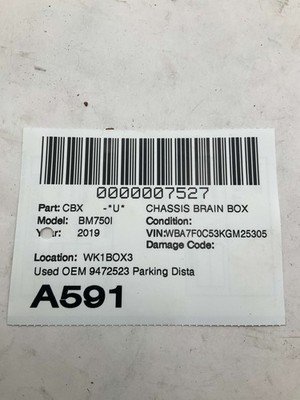 0000007527
Part: CBX -*U* CHASSIS BRAIN BOX
Model: BM750I Condition:
Year: 2019 VIN:WBA7F0C53KGM25305
Damage Code:
Location: WK1BOX3
Used OEM 9472523 Parking Dista
A591